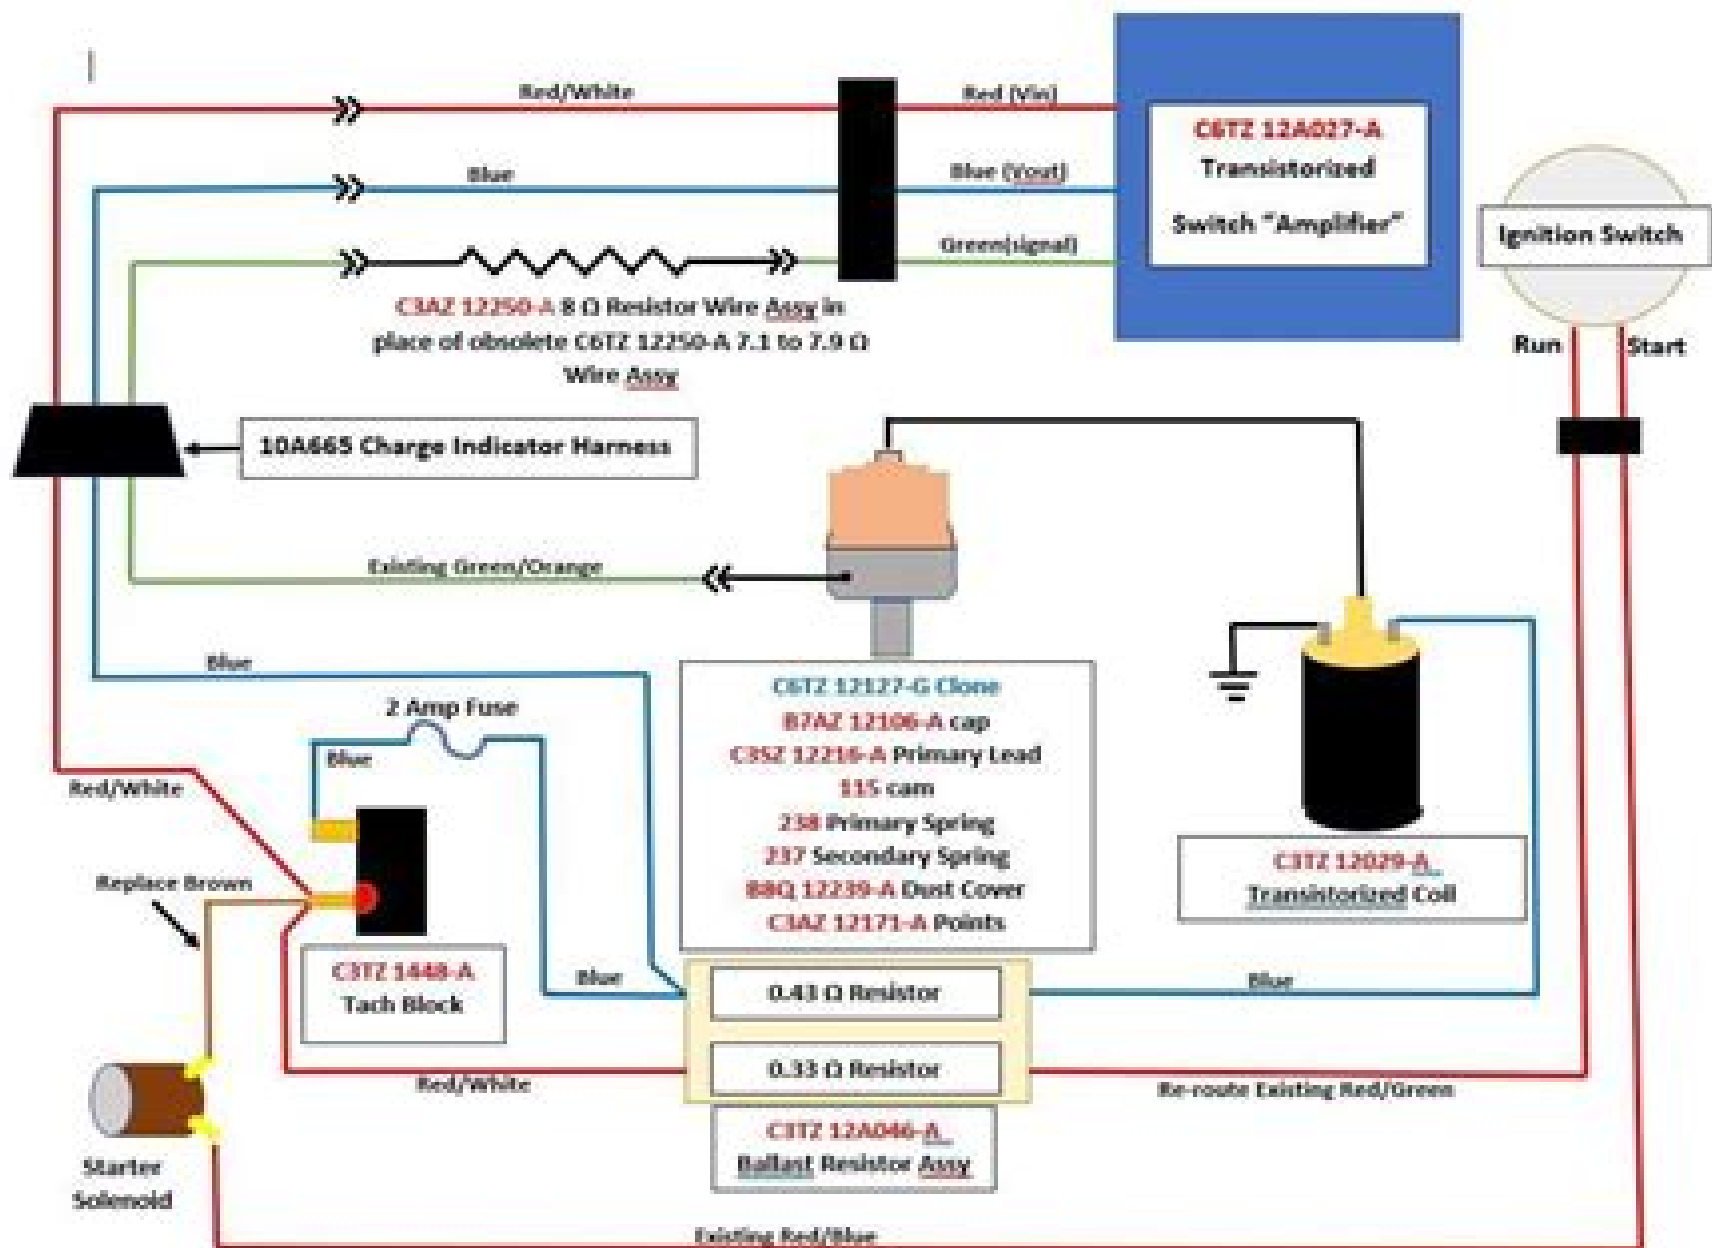 Red/White
Red (Vin)
C6TZ 12A027-A
Transistorized
Switch "Amplifier"
Blue
Blue (Vout)
Green(signal)
Ignition Switch
Run
Start
C3AZ 12250-A 8 Ω Resistor Wire Assy in
place of obsolete C6TZ 12250-A 7.1 to 7.9 Ω
Wire Assy
10A665 Charge Indicator Harness
Existing Green/Orange
Blue
2 Amp Fuse
Blue
Red/White
Replace Brown
C6TZ 12127-G Clone
B7AZ 12106-A cap
C3SZ 12216-A Primary Lead
115 cam
238 Primary Spring
237 Secondary Spring
B8Q 12239-A Dust Cover
C3AZ 12171-A Points
C3TZ 12029-A
Transistorized Coil
C3TZ 1448-A
Tach Block
Blue
0.43 Ω Resistor
Blue
0.33 Ω Resistor
Red/White
Re-route Existing Red/Green
C3TZ 12A046-A
Ballast Resistor Assy
Starter
Solenoid
Existing Red/Blue